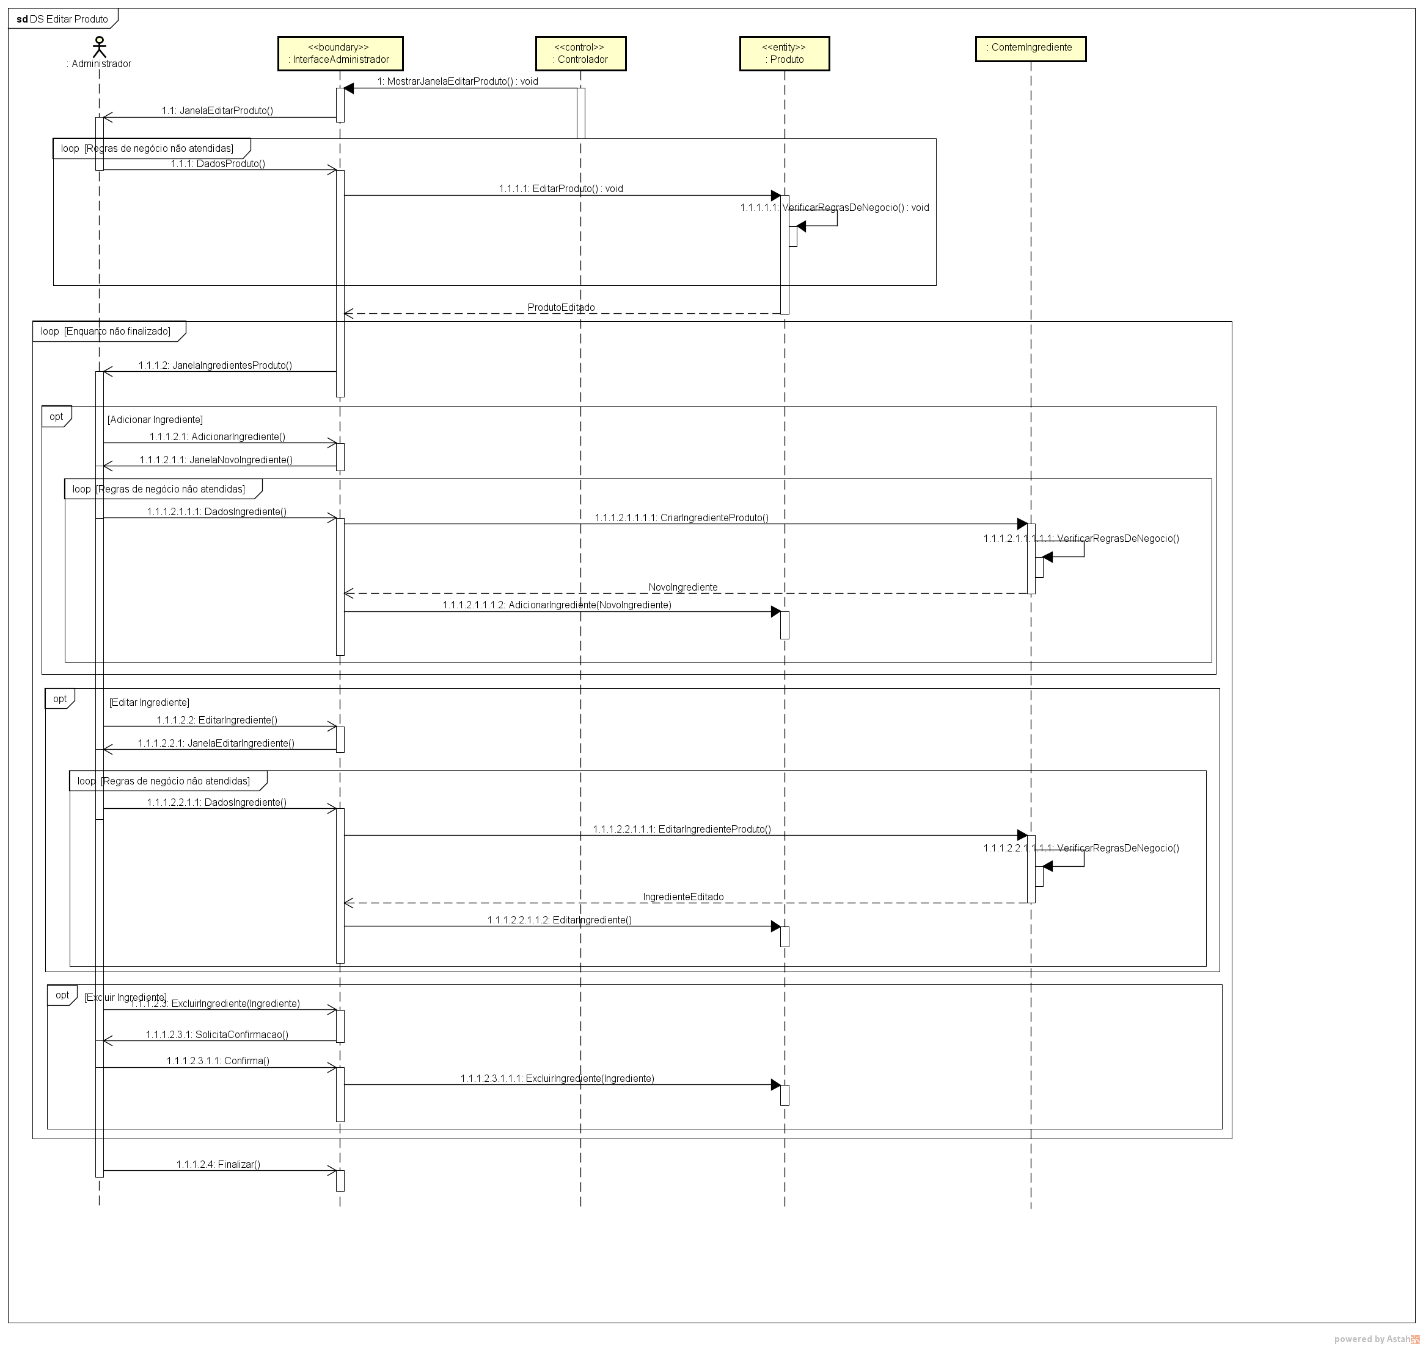 sd DS Editar Produto
: Administrador
<<boundary>>
: InterfaceAdministrador
<<control>>
: Controlador
<<entity>>
: Produto
: ContemIngrediente
1: MostrarJanelaEditarProduto() : void
1.1: JanelaEditarProduto()
loop [Regras de negócio não atendidas]
1.1.1: DadosProduto()
1.1.1.1: EditarProduto() : void
1.1.1.1.1: VerificarRegrasDeNegocio() : void
ProdutoEditado
loop [Enquanto não finalizado]
1.1.1.2: JanelaIngredientesProduto()
opt [Adicionar Ingrediente]
1.1.1.2.1: AdicionarIngrediente()
1.1.1.2.1.1: JanelaNovoIngrediente()
loop [Regras de negócio não atendidas]
1.1.1.2.1.1.1: DadosIngrediente()
1.1.1.2.1.1.1.1: CriarIngredienteProduto()
1.1.1.2.1.1.1.1.1: VerificarRegrasDeNegocio()
NovoIngrediente
1.1.1.2.1.1.1.2: AdicionarIngrediente(NovoIngrediente)
opt [Editar Ingrediente]
1.1.1.2.2: EditarIngrediente()
1.1.1.2.2.1: JanelaEditarIngrediente()
loop [Regras de negócio não atendidas]
1.1.1.2.2.1.1: DadosIngrediente()
1.1.1.2.2.1.1.1: EditarIngredienteProduto()
1.1.1.2.2.1.1.1.1: VerificarRegrasDeNegocio()
IngredienteEditado
1.1.1.2.2.1.1.2: EditarIngrediente()
opt [Excluir Ingrediente]
1.1.1.2.3: ExcluirIngrediente(Ingrediente)
1.1.1.2.3.1: SolicitaConfirmacao()
1.1.1.2.3.1.1: Confirma()
1.1.1.2.3.1.1.1: ExcluirIngrediente(Ingrediente)
1.1.1.2.4: Finalizar()
powered by Astah